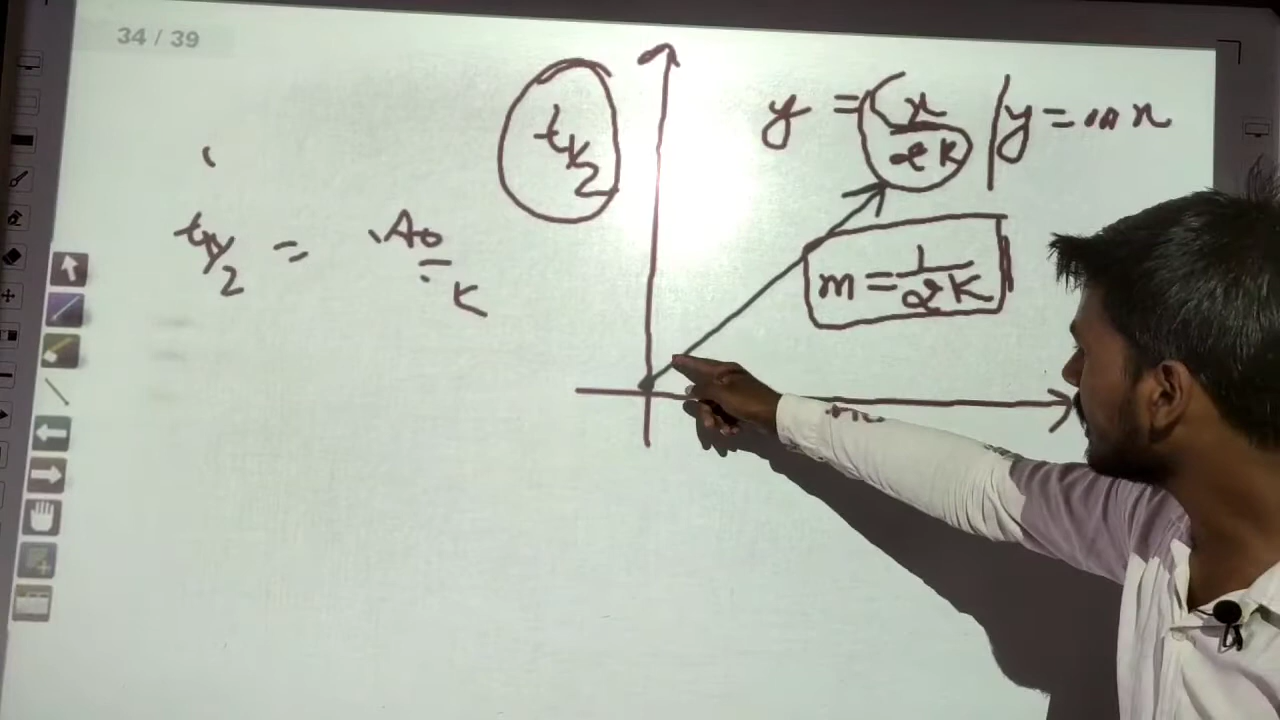 34 / 39
t½ = A₀ / K
t½
y = (x / 2K | y = mx
m = 1 / 2K